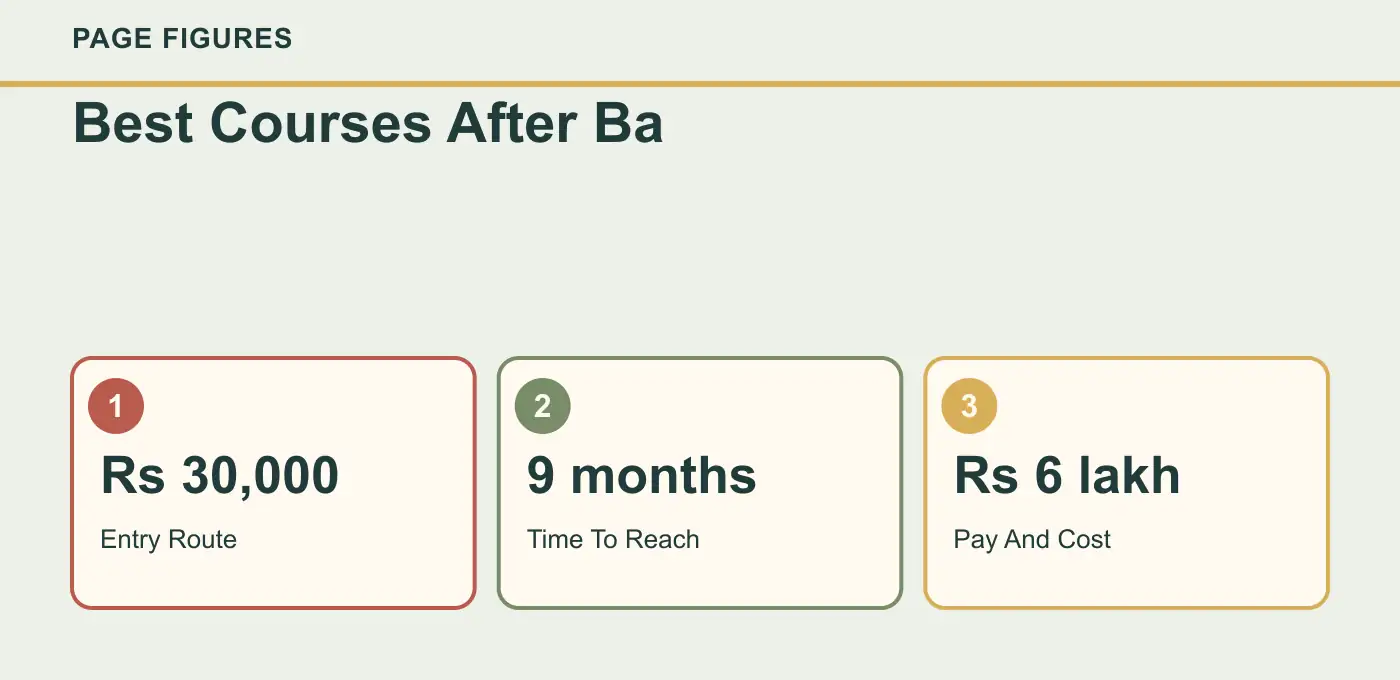 PAGE FIGURES
Best Courses After Ba
1
Rs 30,000
Entry Route
2
9 months
Time To Reach
3
Rs 6 lakh
Pay And Cost